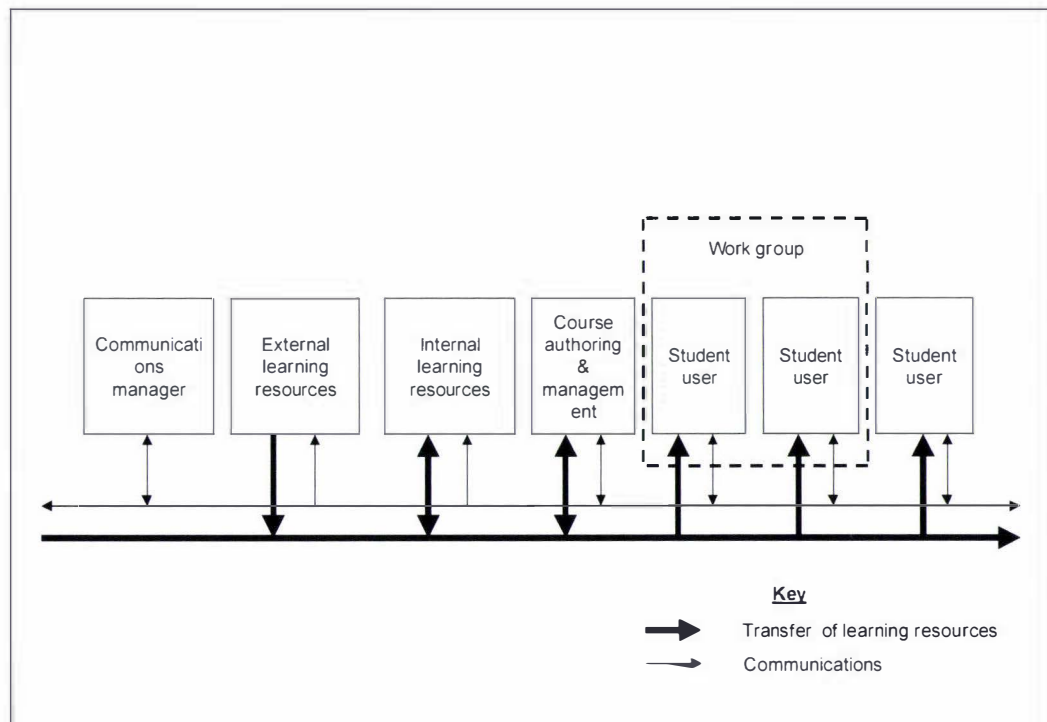 Work group
Communicati
ons
manager
External
learning
resources
Internal
learning
resources
Course
authoring
&
managem
ent
Student
user
Student
user
Student
user
Key
Transfer of learning resources
Communications